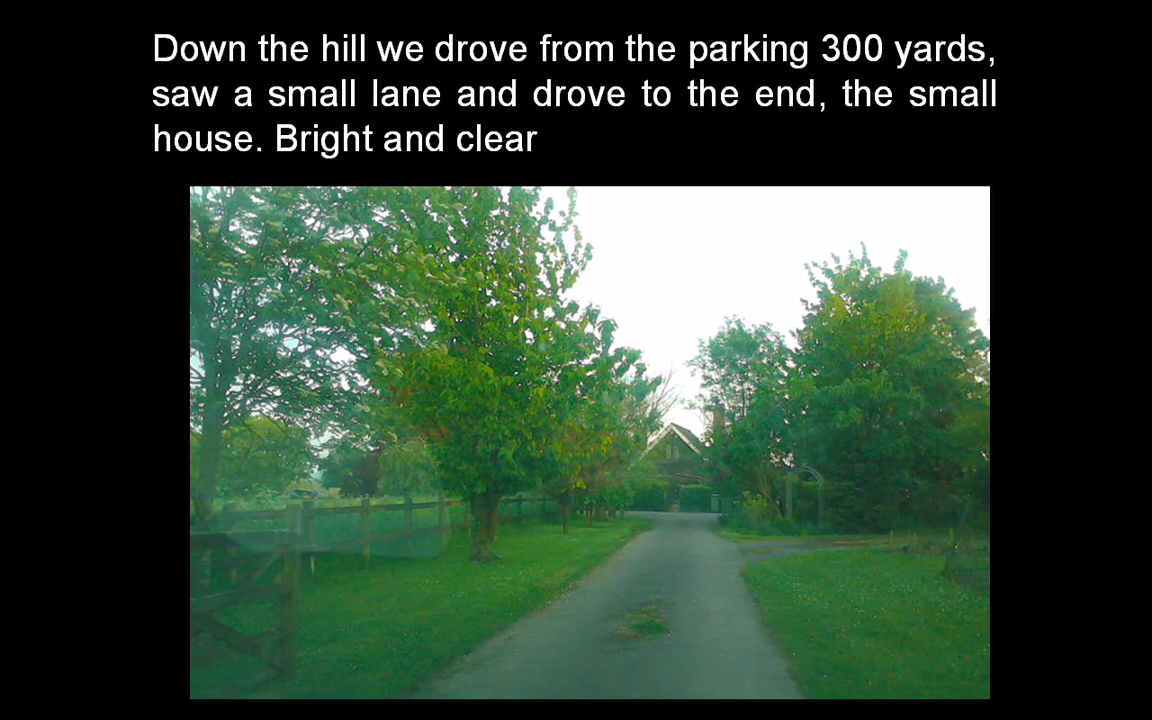 Down the hill we drove from the parking 300 yards,
saw a small lane and drove to the end, the small
house. Bright and clear